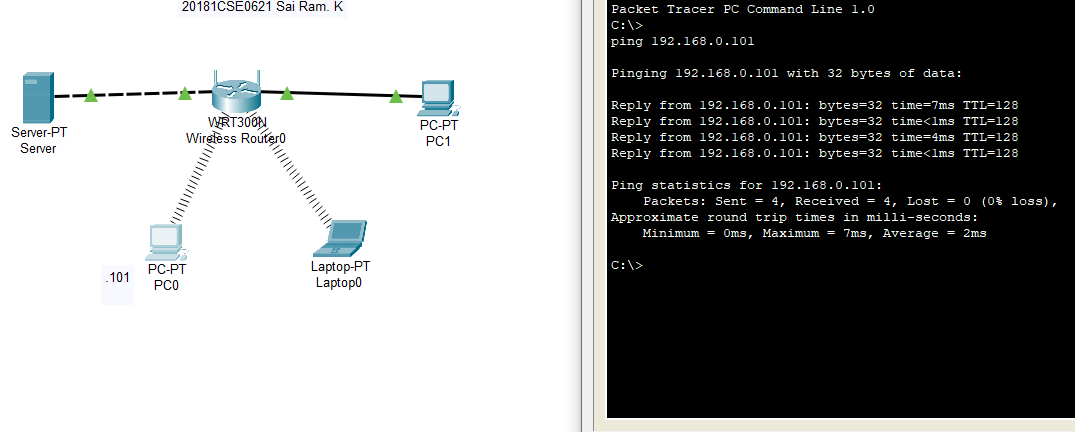 20181CSE0621 Sai Ram. K
Server-PT
Server
WRT300N
Wireless Router0
PC-PT
PC1
.101
PC-PT
PC0
Laptop-PT
Laptop0
Packet Tracer PC Command Line 1.0
C:\>
ping 192.168.0.101
Pinging 192.168.0.101 with 32 bytes of data:
Reply from 192.168.0.101: bytes=32 time=7ms TTL=128
Reply from 192.168.0.101: bytes=32 time<1ms TTL=128
Reply from 192.168.0.101: bytes=32 time=4ms TTL=128
Reply from 192.168.0.101: bytes=32 time<1ms TTL=128
Ping statistics for 192.168.0.101:
Packets: Sent = 4, Received = 4, Lost = 0 (0% loss),
Approximate round trip times in milli-seconds:
Minimum = 0ms, Maximum = 7ms, Average = 2ms
C:\>